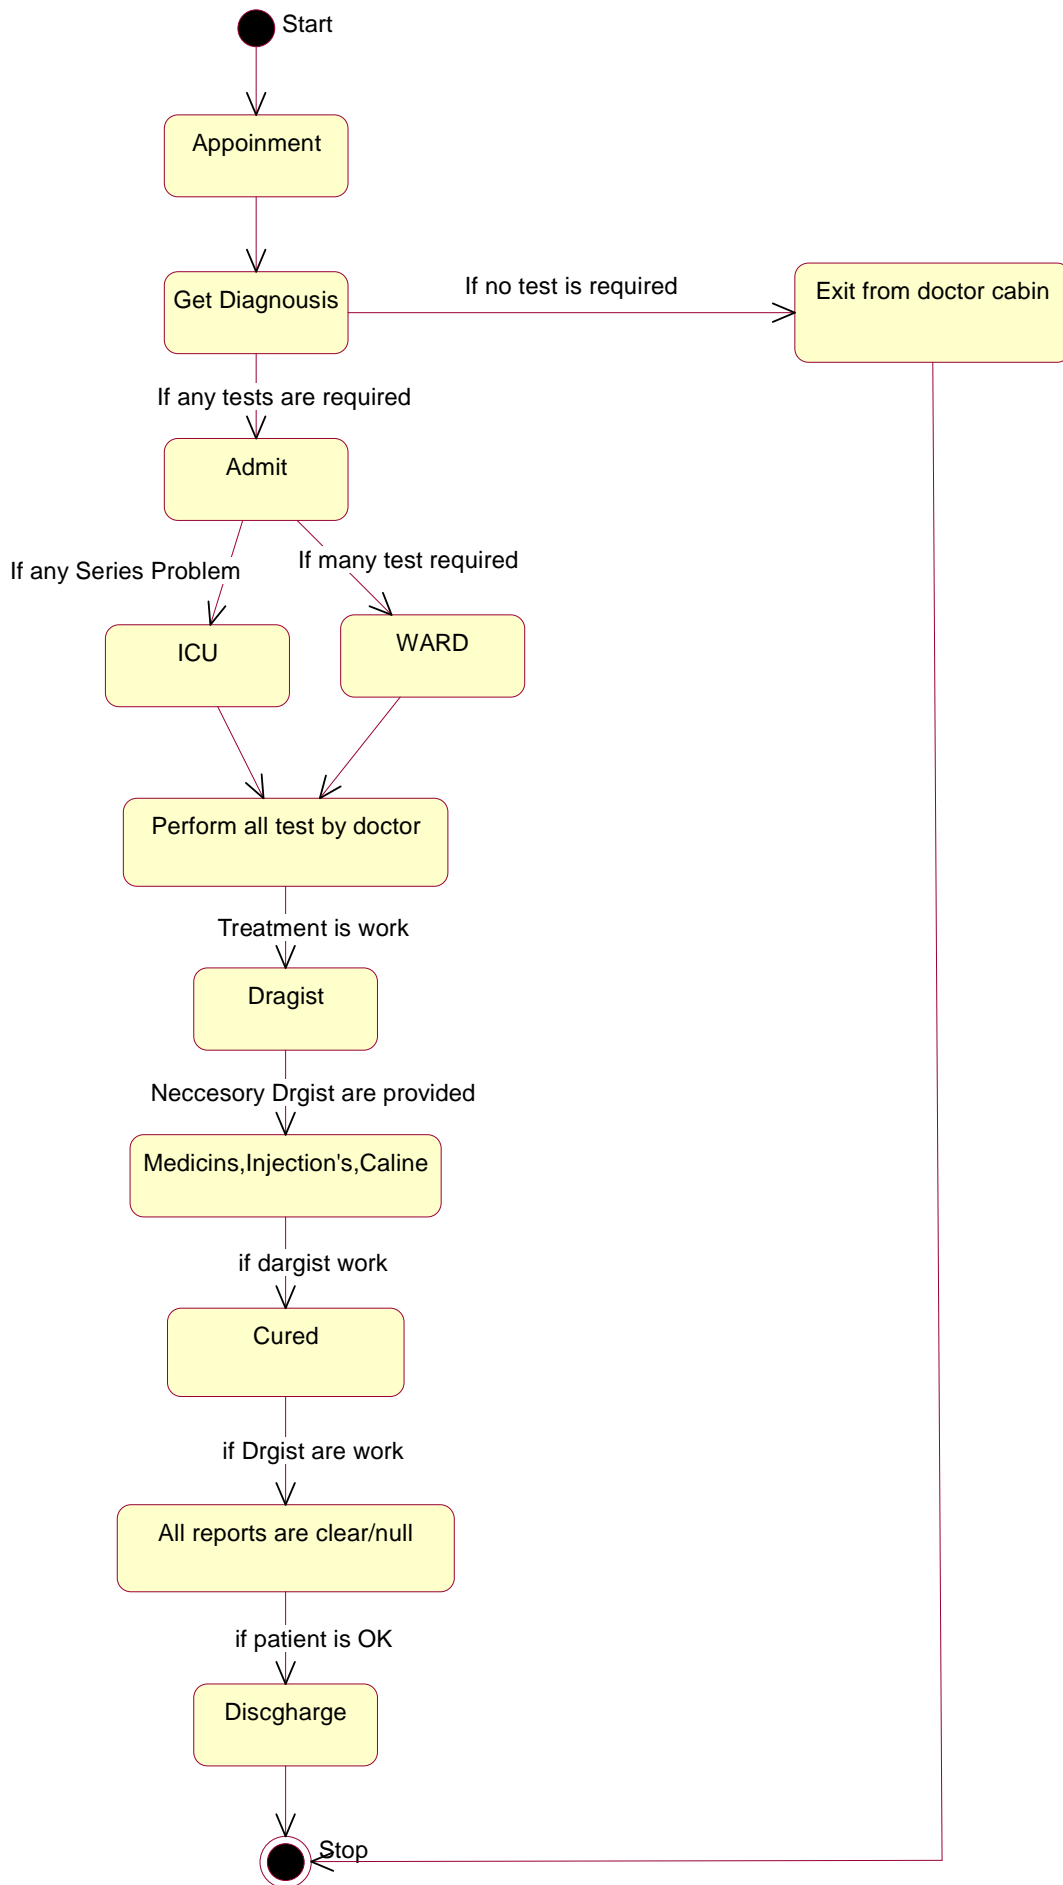 Start
Appoinment
Get Diagnousis
If no test is required
Exit from doctor cabin
If any tests are required
Admit
If any Series Problem
If many test required
ICU
WARD
Perform all test by doctor
Treatment is work
Dragist
Neccesory Drgist are provided
Medicins,Injection's,Caline
if dargist work
Cured
if Drgist are work
All reports are clear/null
if patient is OK
Discgharge
Stop